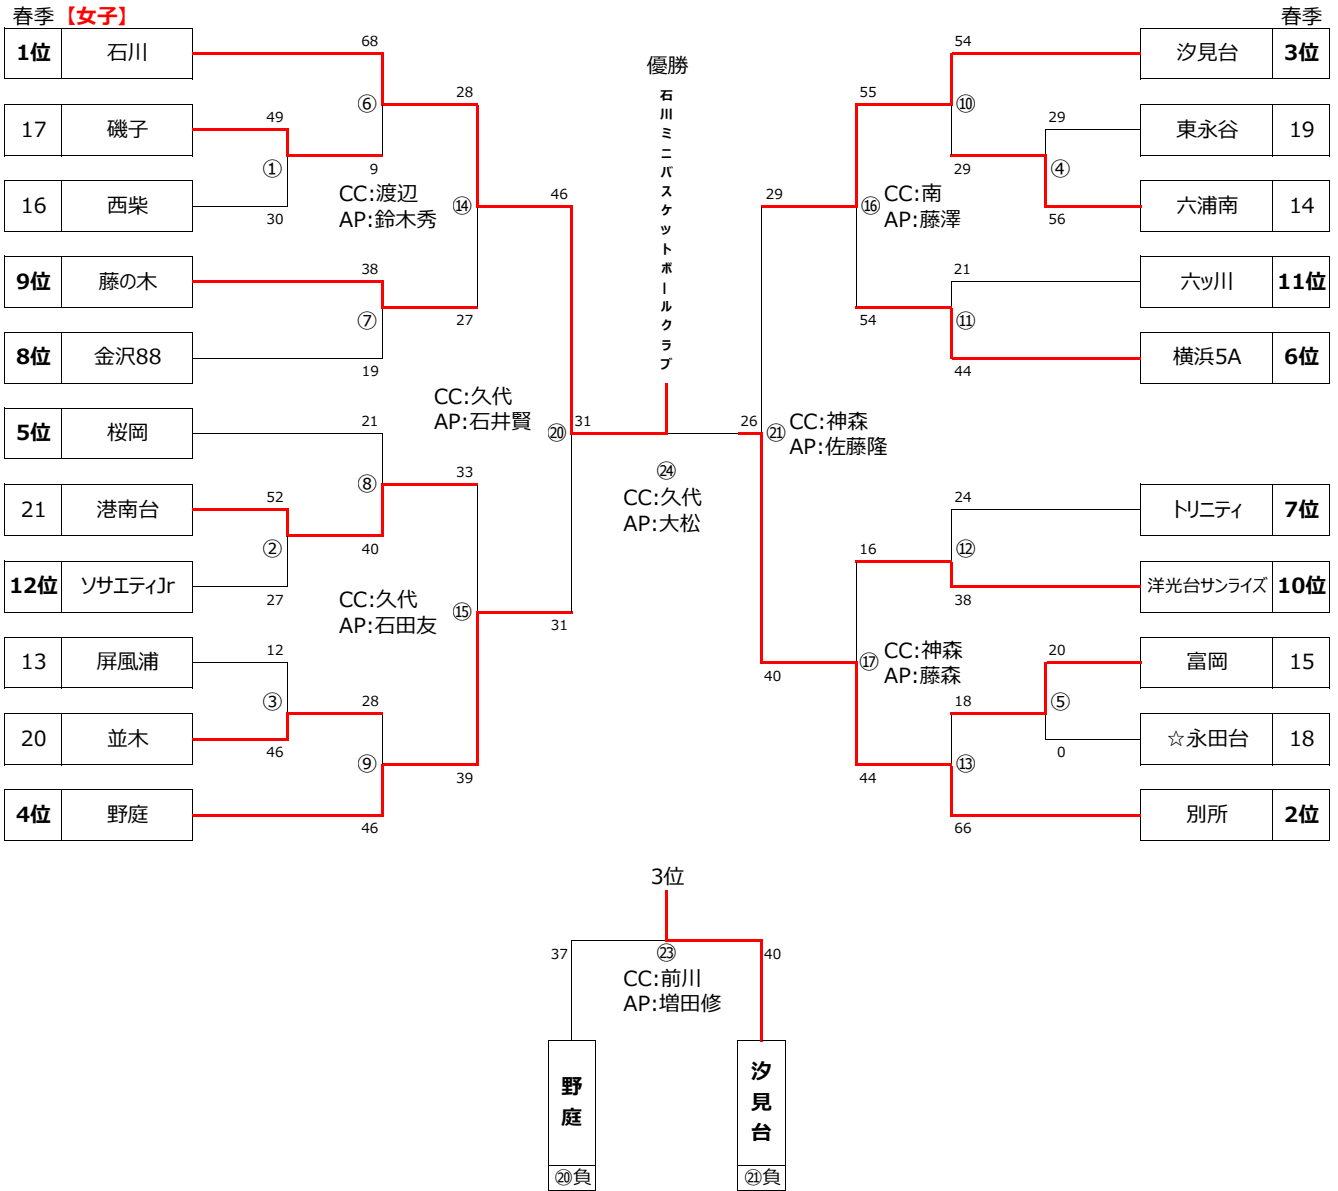 春季 【女子】
1位 石川
17 磯子
16 西柴
9位 藤の木
8位 金沢88
5位 桜岡
21 港南台
12位 ソサエティJr
13 屏風浦
20 並木
4位 野庭
68
⑥
49
①
9
30
28
CC:渡辺
AP:鈴木秀
⑭
38
⑦
27
19
46
21
⑧
33
52
②
40
27
CC:久代
AP:石田友
⑮
12
③
28
46
⑨
39
46
CC:久代
AP:石井賢
⑳
31
31
優勝
石川ミニバスケットボールクラブ
㉔
CC:久代
AP:大松
26
㉑
CC:神森
AP:佐藤隆
29
40
55
⑯
CC:南
AP:藤澤
54
54
⑩
29
29
④
56
21
⑪
44
24
⑫
16
38
⑰
CC:神森
AP:藤森
20
⑤
18
0
⑬
44
66
春季
汐見台 3位
東永谷 19
六浦南 14
六ッ川 11位
横浜5A 6位
トリニティ 7位
洋光台サンライズ 10位
富岡 15
☆永田台 18
別所 2位
3位
37
㉓
40
CC:前川
AP:増田修
野庭
⑳負
汐見台
㉑負